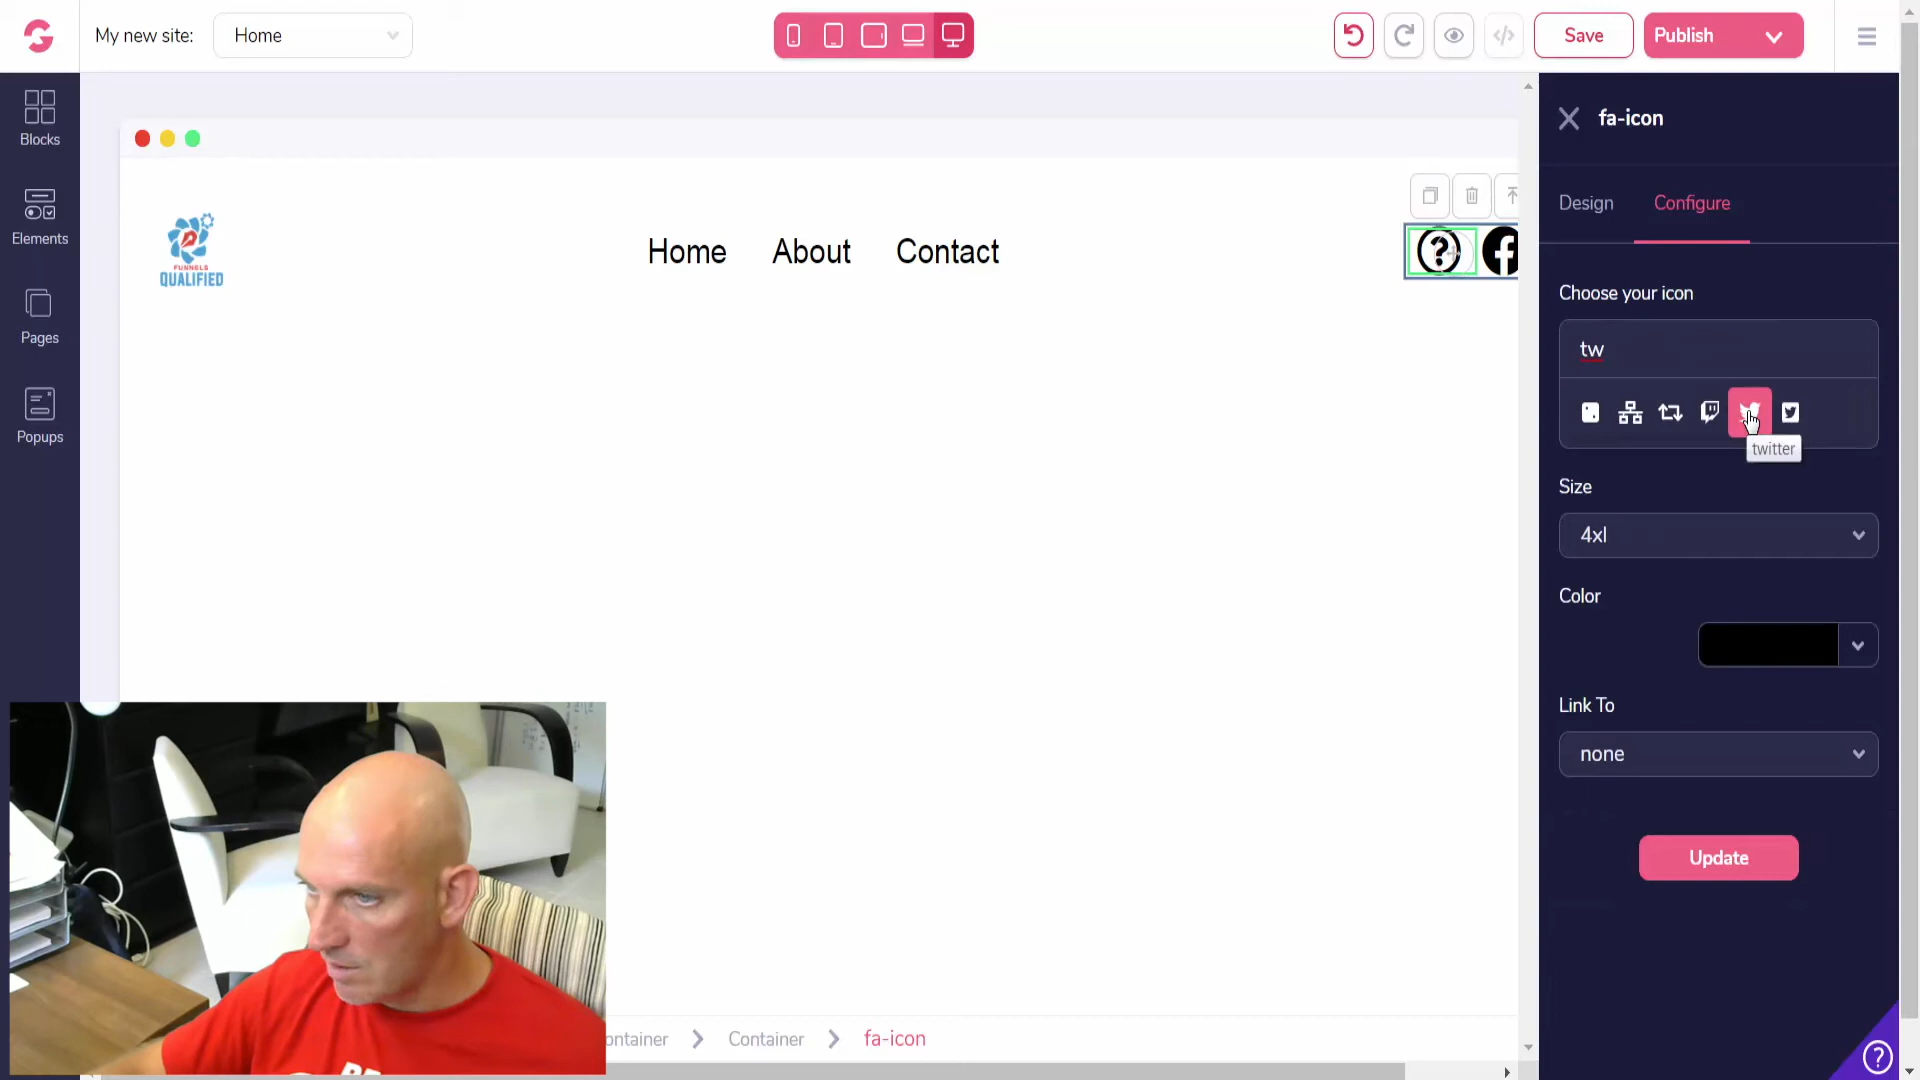 My new site:
Home
Save
Publish
Blocks
Elements
Pages
Popups
FUNNELS
QUALIFIED
Home
About
Contact
fa-icon
Design
Configure
Choose your icon
tw
twitter
Size
4xl
Color
Link To
none
Update
ontainer
Container
fa-icon